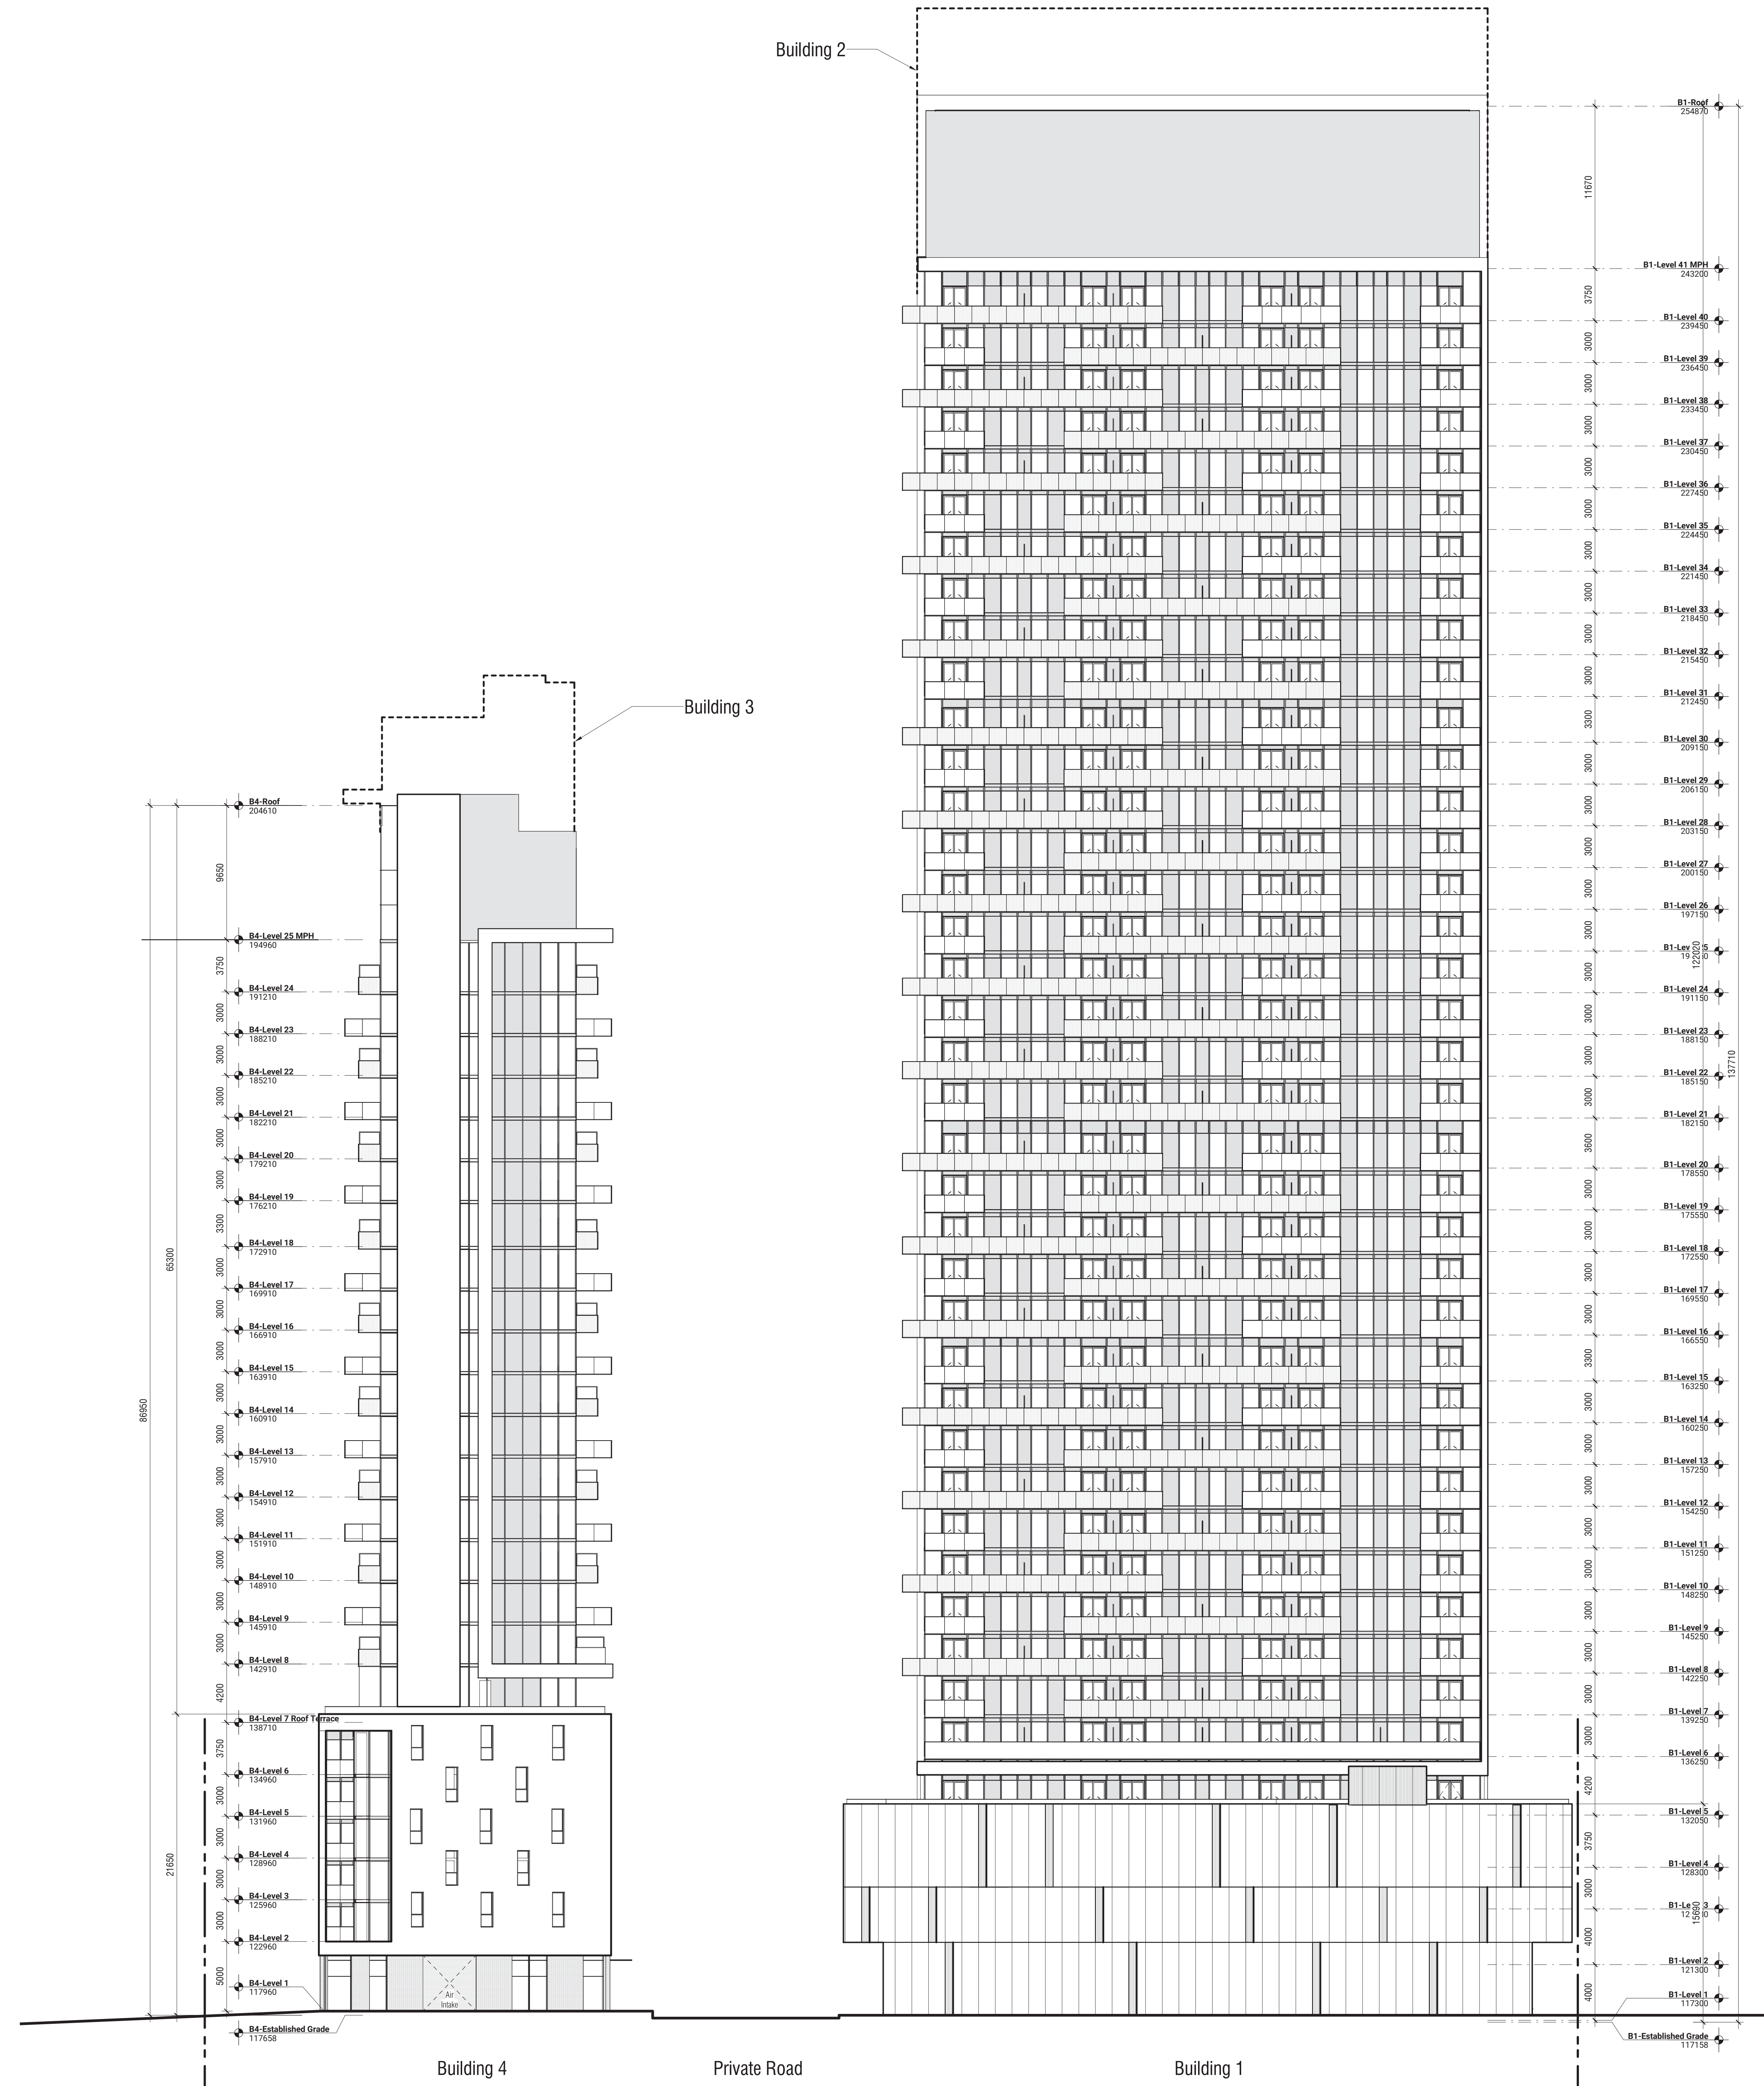 Building 2
Building 3
B4-Roof
204610
B4-Level 25 MPH
194960
B4-Level 24
191210
B4-Level 23
188210
B4-Level 22
185210
B4-Level 21
182210
B4-Level 20
179210
B4-Level 19
176210
B4-Level 18
172910
B4-Level 17
169910
B4-Level 16
166910
B4-Level 15
163910
B4-Level 14
160910
B4-Level 13
157910
B4-Level 12
154910
B4-Level 11
151910
B4-Level 10
148910
B4-Level 9
145910
B4-Level 8
142910
B4-Level 7 Roof Terrace
138710
B4-Level 6
134960
B4-Level 5
131960
B4-Level 4
128960
B4-Level 3
125960
B4-Level 2
122960
B4-Level 1
117960
B4-Established Grade
117658
86950
65300
21650
9650
3750
3000
3000
3000
3000
3000
3300
3000
3000
3000
3000
3000
3000
3000
3000
3000
3000
4200
3750
3000
3000
3000
3000
5000
Air
Intake
B1-Roof
254870
B1-Level 41 MPH
243200
B1-Level 40
239450
B1-Level 39
236450
B1-Level 38
233450
B1-Level 37
230450
B1-Level 36
227450
B1-Level 35
224450
B1-Level 34
221450
B1-Level 33
218450
B1-Level 32
215450
B1-Level 31
212450
B1-Level 30
209150
B1-Level 29
206150
B1-Level 28
203150
B1-Level 27
200150
B1-Level 26
197150
B1-Level 24
191150
B1-Level 23
188150
B1-Level 22
185150
B1-Level 21
182150
B1-Level 20
178550
B1-Level 19
175550
B1-Level 18
172550
B1-Level 17
169550
B1-Level 16
166550
B1-Level 15
163250
B1-Level 14
160250
B1-Level 13
157250
B1-Level 12
154250
B1-Level 11
151250
B1-Level 10
148250
B1-Level 9
145250
B1-Level 8
142250
B1-Level 7
139250
B1-Level 6
136250
B1-Level 5
132050
B1-Level 4
128300
B1-Level 2
121300
B1-Level 1
117300
B1-Established Grade
117158
11670
3750
3000
3000
3000
3000
3000
3000
3000
3000
3000
3300
3000
3000
3000
3000
3000
3000
3000
3000
3000
3600
3000
3000
3000
3000
3300
3000
3000
3000
3000
3000
3000
3000
3000
3000
4200
3750
3000
4000
4000
122020
15690
137710
Building 4
Private Road
Building 1